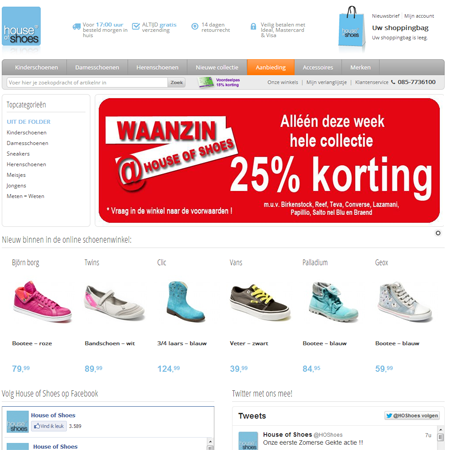 house
of
shoes
Voor 17:00 uur
besteld morgen in
huis
ALTIJD gratis
verzending
14 dagen
retourrecht
Veilig betalen met
Ideal, Mastercard
& Visa
Nieuwsbrief Mijn account
Uw shoppingbag
Uw shoppingbag is leeg.
Kinderschoenen Damesschoenen Herenschoenen Nieuwe collectie Aanbieding Accessoires Merken
Voer hier je zoekopdracht of artikelnr in Zoek
Voordeelpas
15% korting
Onze winkels Mijn verlanglijstje Klantenservice 085-7736100
Topcategorieën
UIT DE FOLDER
Kinderschoenen
Damesschoenen
Sneakers
Herenschoenen
Meisjes
Jongens
Meten = Weten
WAANZIN
@ HOUSE OF SHOES
* Vraag in de winkel naar de voorwaarden !
Alléén deze week
hele collectie
25% korting
m.u.v. Birkenstock, Reef, Teva, Converse, Lazamani,
Papillio, Salto nel Blu en Braend
Nieuw binnen in de online schoenenwinkel:
Björn borg Twins Clic Vans Palladium Geox
Bootee – roze Bandschoen – wit 3/4 laars – blauw Veter – zwart Bootee – blauw Bootee – blauw
79,99 89,99 124,99 39,99 84,95 59,99
Volg House of Shoes op Facebook
House of Shoes
Vind ik leuk 3.589
House of Shoes op
Twitter met ons mee!
Tweets
@HOShoes volgen
House of Shoes @HOShoes 7u
Onze eerste Zomerse Gekte actie !!!